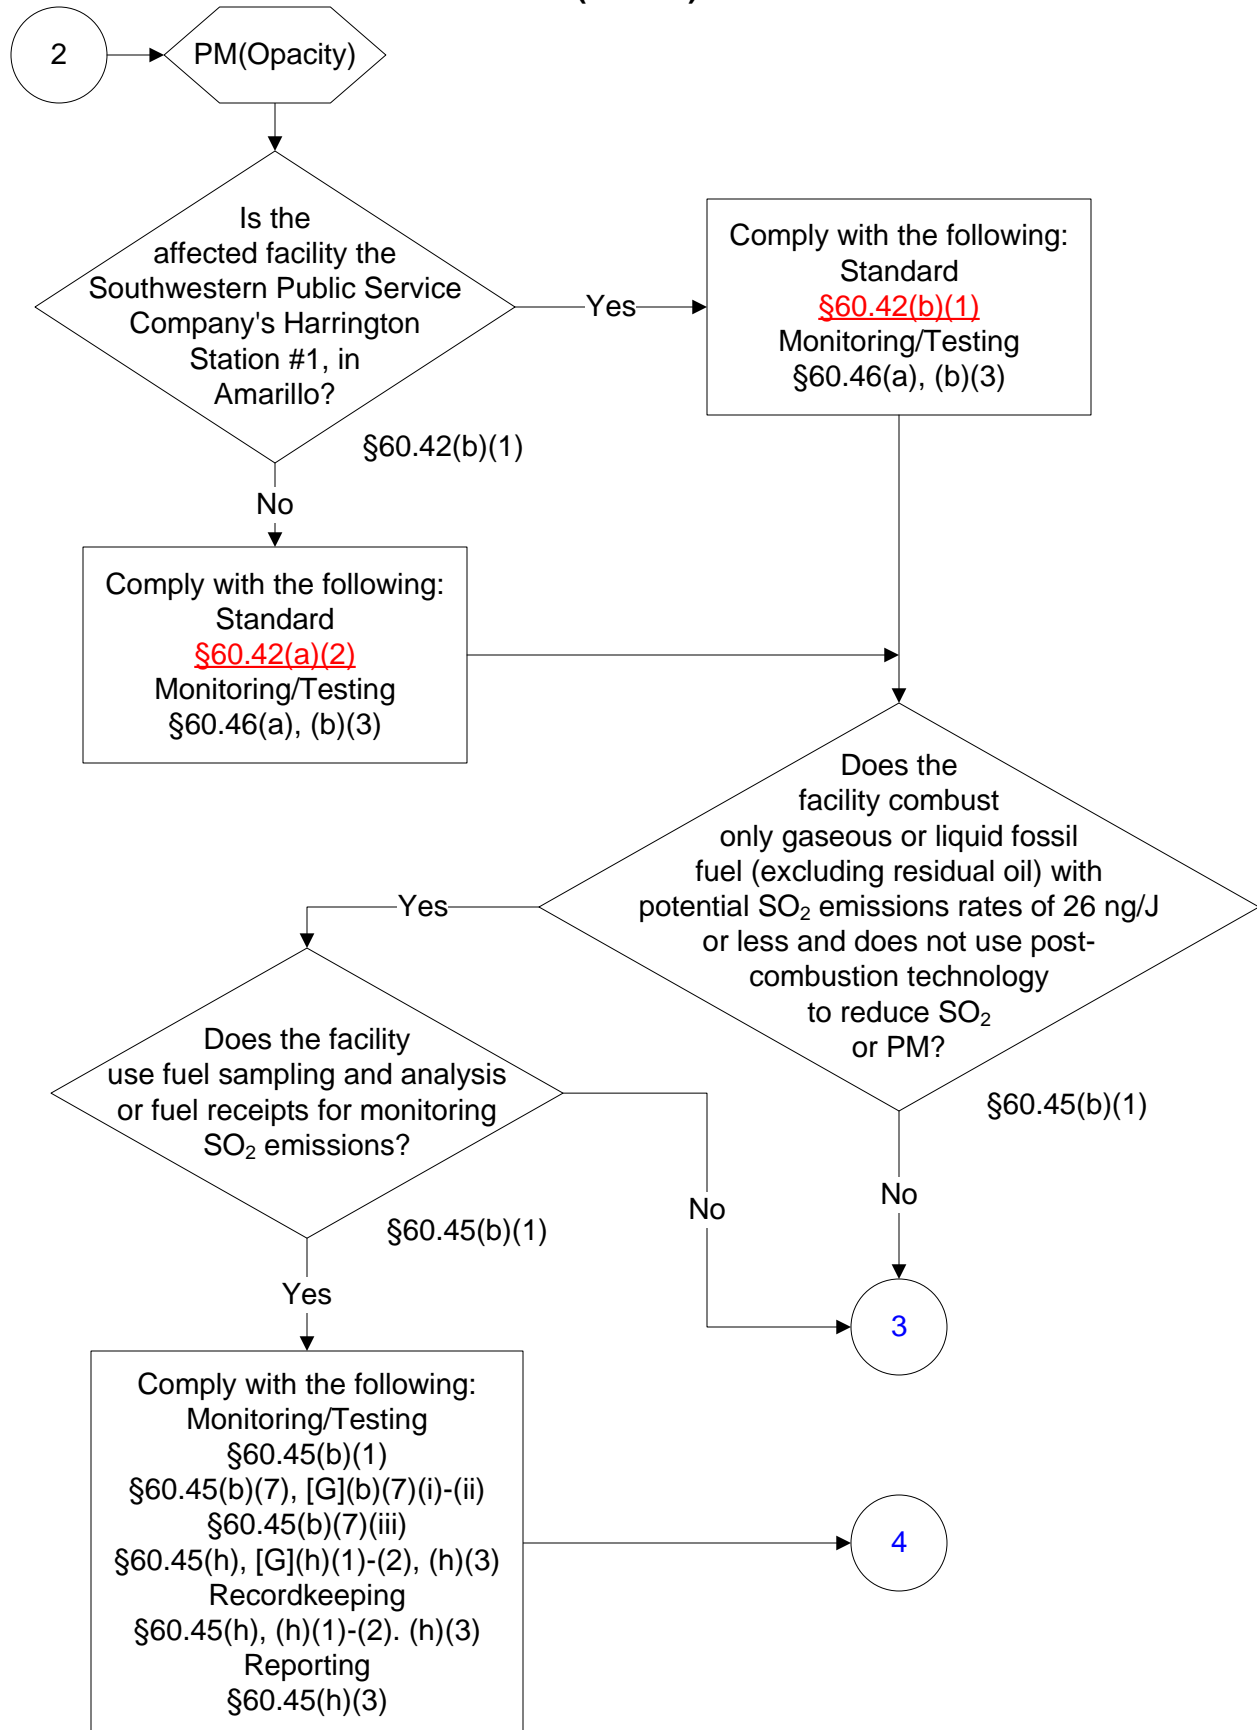 2
PM(Opacity)
Is the
affected facility the
Southwestern Public Service
Company's Harrington
Station #1, in
Amarillo?
§60.42(b)(1)
Yes
Comply with the following:
Standard
§60.42(b)(1)
Monitoring/Testing
§60.46(a), (b)(3)
No
Comply with the following:
Standard
§60.42(a)(2)
Monitoring/Testing
§60.46(a), (b)(3)
Does the
facility combust
only gaseous or liquid fossil
fuel (excluding residual oil) with
potential SO₂ emissions rates of 26 ng/J
or less and does not use post-
combustion technology
to reduce SO₂
or PM?
§60.45(b)(1)
Yes
No
Does the facility
use fuel sampling and analysis
or fuel receipts for monitoring
SO₂ emissions?
§60.45(b)(1)
No
3
Yes
Comply with the following:
Monitoring/Testing
§60.45(b)(1)
§60.45(b)(7), [G](b)(7)(i)-(ii)
§60.45(b)(7)(iii)
§60.45(h), [G](h)(1)-(2), (h)(3)
Recordkeeping
§60.45(h), (h)(1)-(2). (h)(3)
Reporting
§60.45(h)(3)
4